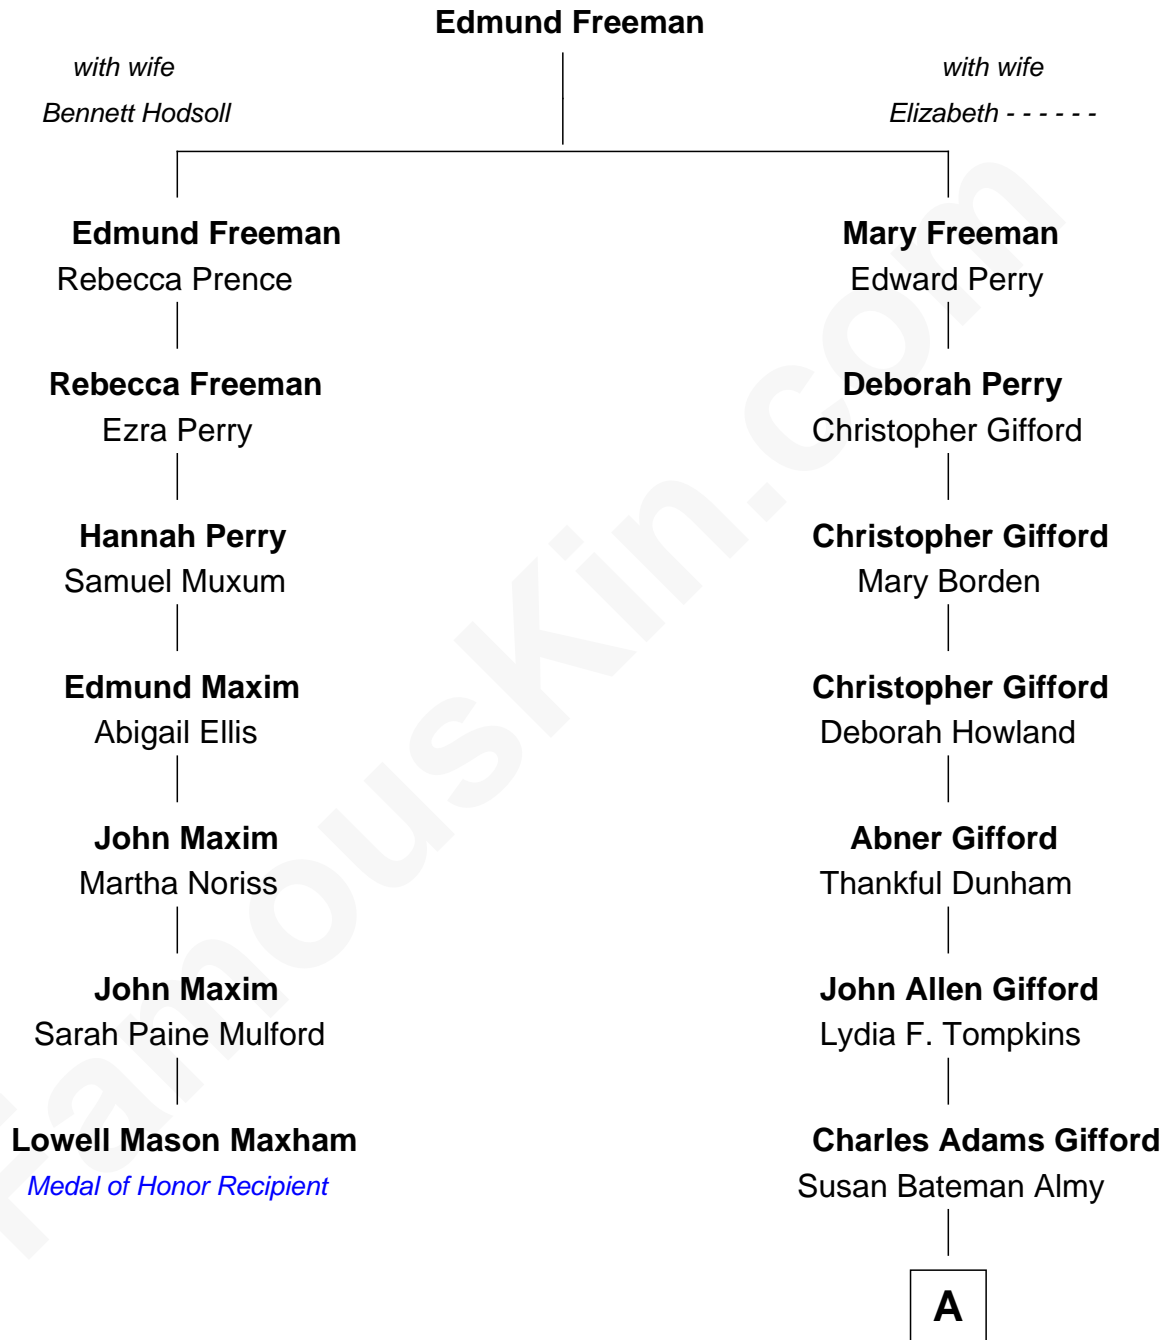 Edmund Freeman
with wife
Bennett Hodsoll
with wife
Elizabeth - - - - - -
Edmund Freeman
Rebecca Prence
Mary Freeman
Edward Perry
Rebecca Freeman
Ezra Perry
Deborah Perry
Christopher Gifford
Hannah Perry
Samuel Muxum
Christopher Gifford
Mary Borden
Edmund Maxim
Abigail Ellis
Christopher Gifford
Deborah Howland
John Maxim
Martha Noriss
Abner Gifford
Thankful Dunham
John Maxim
Sarah Paine Mulford
John Allen Gifford
Lydia F. Tompkins
Lowell Mason Maxham
Medal of Honor Recipient
Charles Adams Gifford
Susan Bateman Almy
A
FamousKin.com